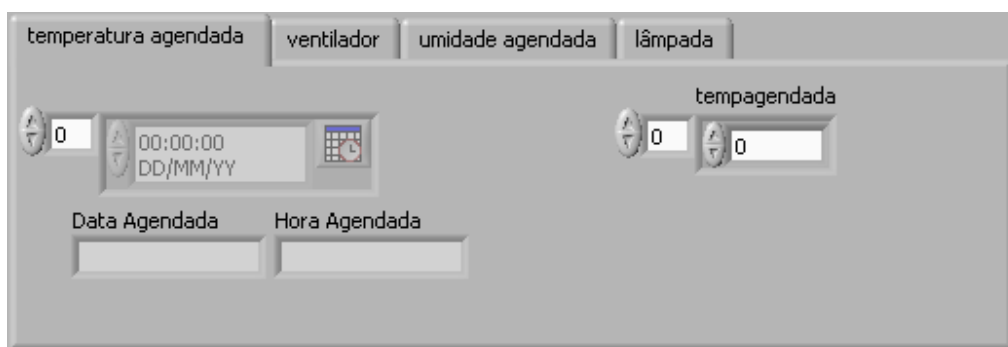 temperatura agendada
ventilador
umidade agendada
lâmpada
tempagendada
0
00:00:00
DD/MM/YY
0
0
Data Agendada
Hora Agendada